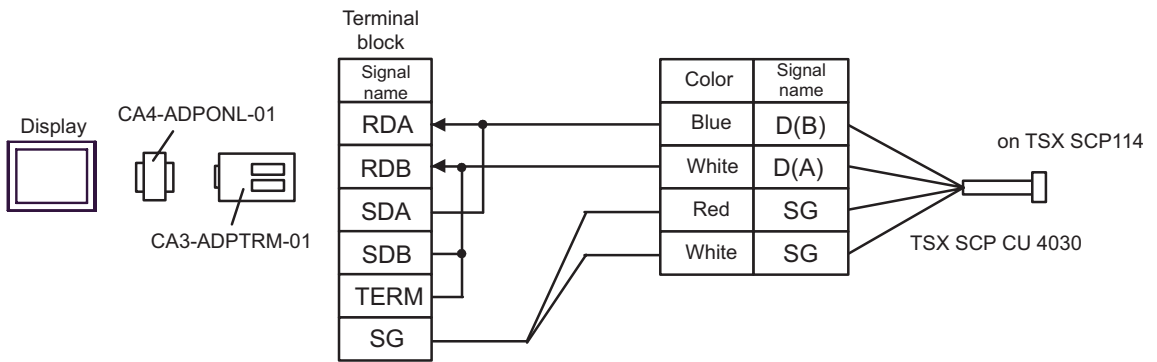 Terminal
block
Display
CA4-ADPONL-01
CA3-ADPTRM-01
Signal
name
RDA
RDB
SDA
SDB
TERM
SG
Color
Signal
name
Blue
D(B)
White
D(A)
Red
SG
White
SG
on TSX SCP114
TSX SCP CU 4030